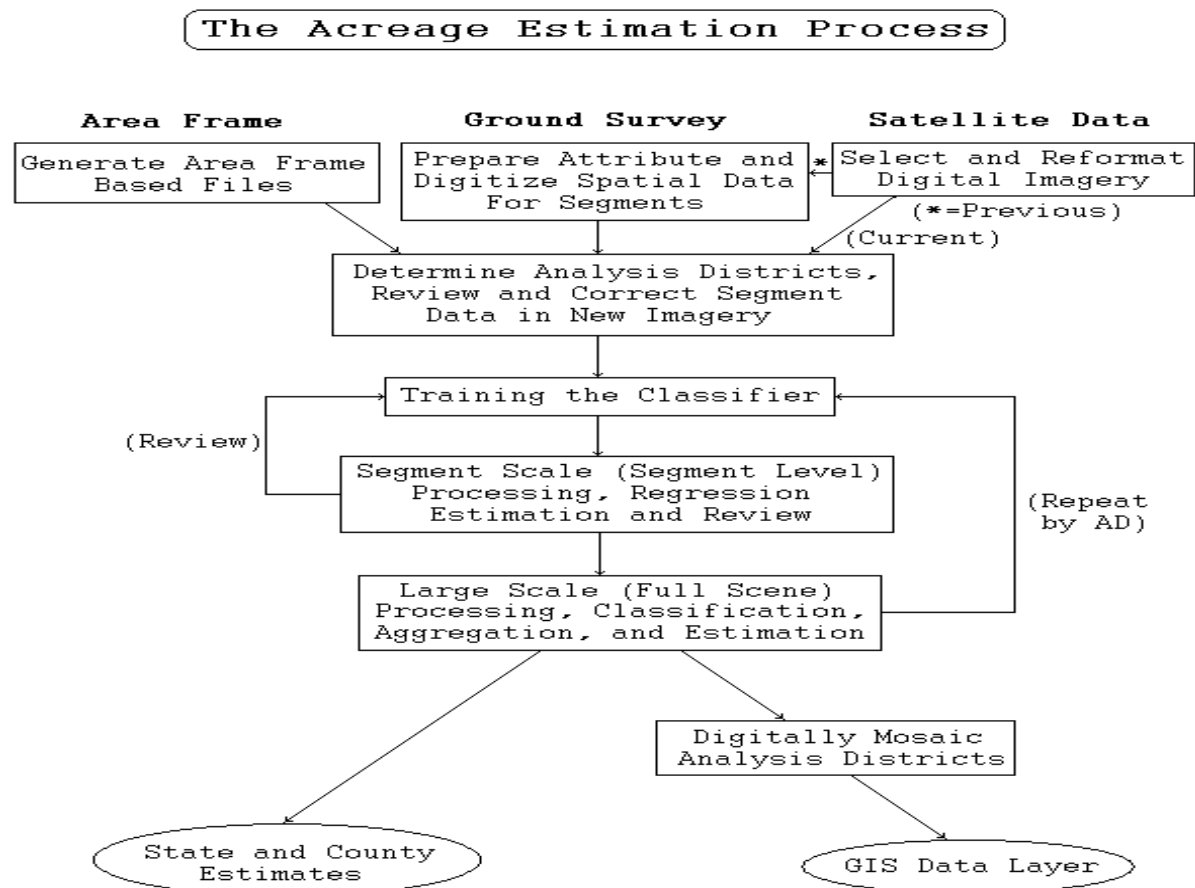 The Acreage Estimation Process
Area Frame
Ground Survey
Satellite Data
Generate Area Frame
Based Files
Prepare Attribute and
Digitize Spatial Data
For Segments
*
Select and Reformat
Digital Imagery
(*=Previous)
(Current)
Determine Analysis Districts,
Review and Correct Segment
Data in New Imagery
Training the Classifier
(Review)
Segment Scale (Segment Level)
Processing, Regression
Estimation and Review
(Repeat
by AD)
Large Scale (Full Scene)
Processing, Classification,
Aggregation, and Estimation
Digitally Mosaic
Analysis Districts
State and County
Estimates
GIS Data Layer